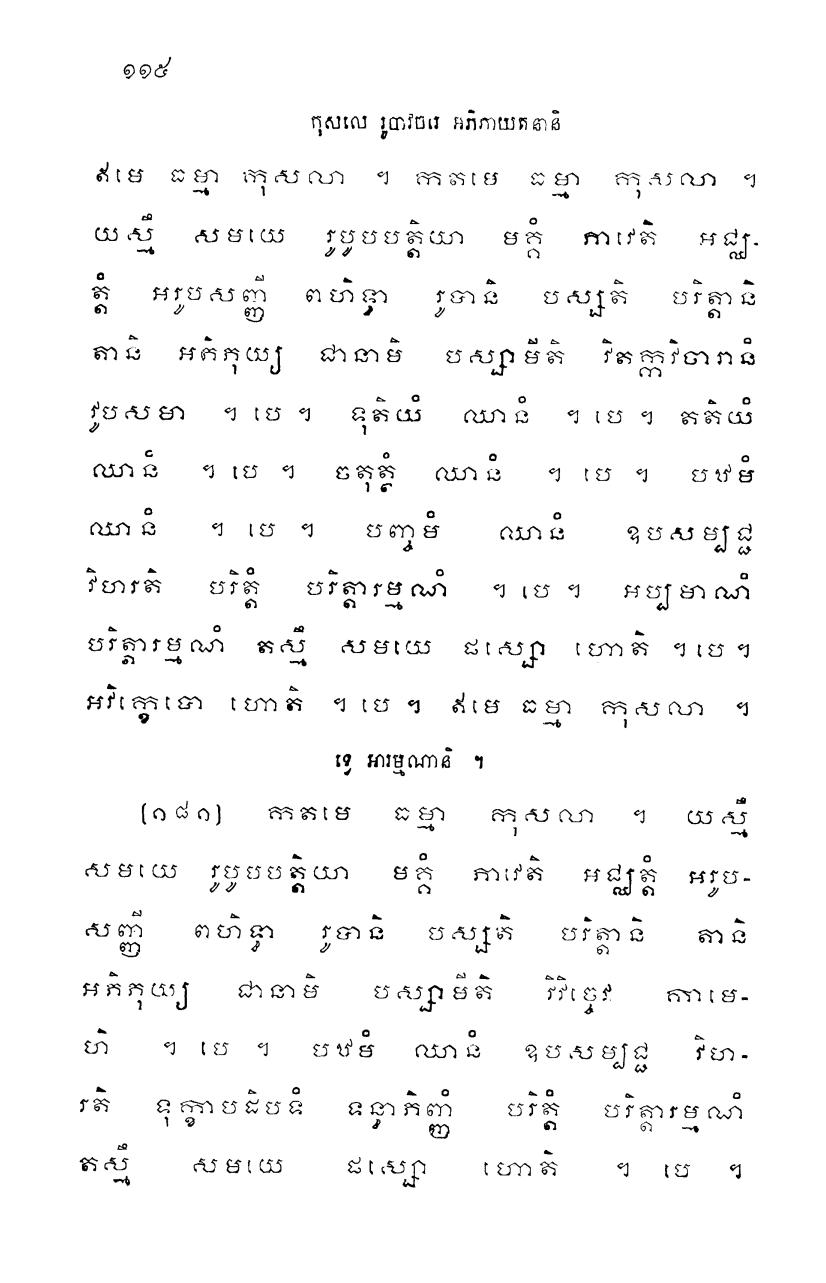 ១១៥
កុសលេ រូបាវចរេ អភិភាយតនានិ
ឥមេ ធម្មា កុសលា ។ កតមេ ធម្មា កុសលា ។
យស្មឹ សមយេ រូបូបបត្តិយា មគ្គំ ភាវេតិ អជ្ឈ-
ត្តំ អរូបសញ្ញី ពហិទ្ធា រូបានិ បស្សតិ បរិត្តានិ
តានិ អភិភុយ្យ ជានាមិ បស្សាមីតិ វិតក្កវិចារានំ
វូបសមា ។ បេ ។ ទុតិយំ ឈានំ ។ បេ ។ តតិយំ
ឈានំ ។ បេ ។ ចតុត្ថំ ឈានំ ។ បេ ។ បឋមំ
ឈានំ ។ បេ ។ បញ្ចមំ ឈានំ ឧបសម្បជ្ជ
វិហរតិ បរិត្តំ បរិត្តារម្មណំ ។ បេ ។ អប្បមាណំ
បរិត្តារម្មណំ តស្មឹ សមយេ ផស្សោ ហោតិ ។ បេ ។
អវិក្ខេបោ ហោតិ ។ បេ ។ ឥមេ ធម្មា កុសលា ។
ទ្វេ អារម្មណានិ ។
(១៨១) កតមេ ធម្មា កុសលា ។ យស្មឹ
សមយេ រូបូបបត្តិយា មគ្គំ ភាវេតិ អជ្ឈត្តំ អរូប-
សញ្ញី ពហិទ្ធា រូបានិ បស្សតិ បរិត្តានិ តានិ
អភិភុយ្យ ជានាមិ បស្សាមីតិ វិវិច្ចេវ កាមេ-
ហិ ។ បេ ។ បឋមំ ឈានំ ឧបសម្បជ្ជ វិហ-
រតិ ទុក្ខាបដិបទំ ទន្ធាភិញ្ញំ បរិត្តំ បរិត្តារម្មណំ
តស្មឹ សមយេ ផស្សោ ហោតិ ។ បេ ។